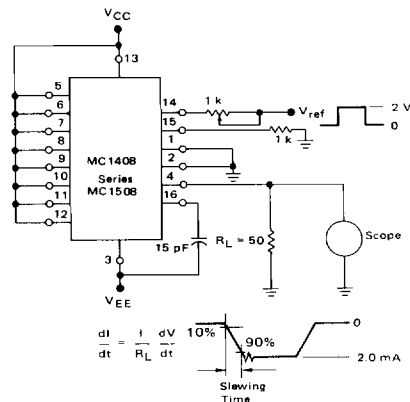 VCC
13
5
6
7
8
9
10
11
12
14
15
1
2
4
16
3
MC1408
Series
MC1508
1 k
Vref
2 V
0
1 k
15 pF
RL = 50
Scope
VEE
dI/dt = I/RL dV/dt
10%
90%
0
2.0 mA
Slewing
Time